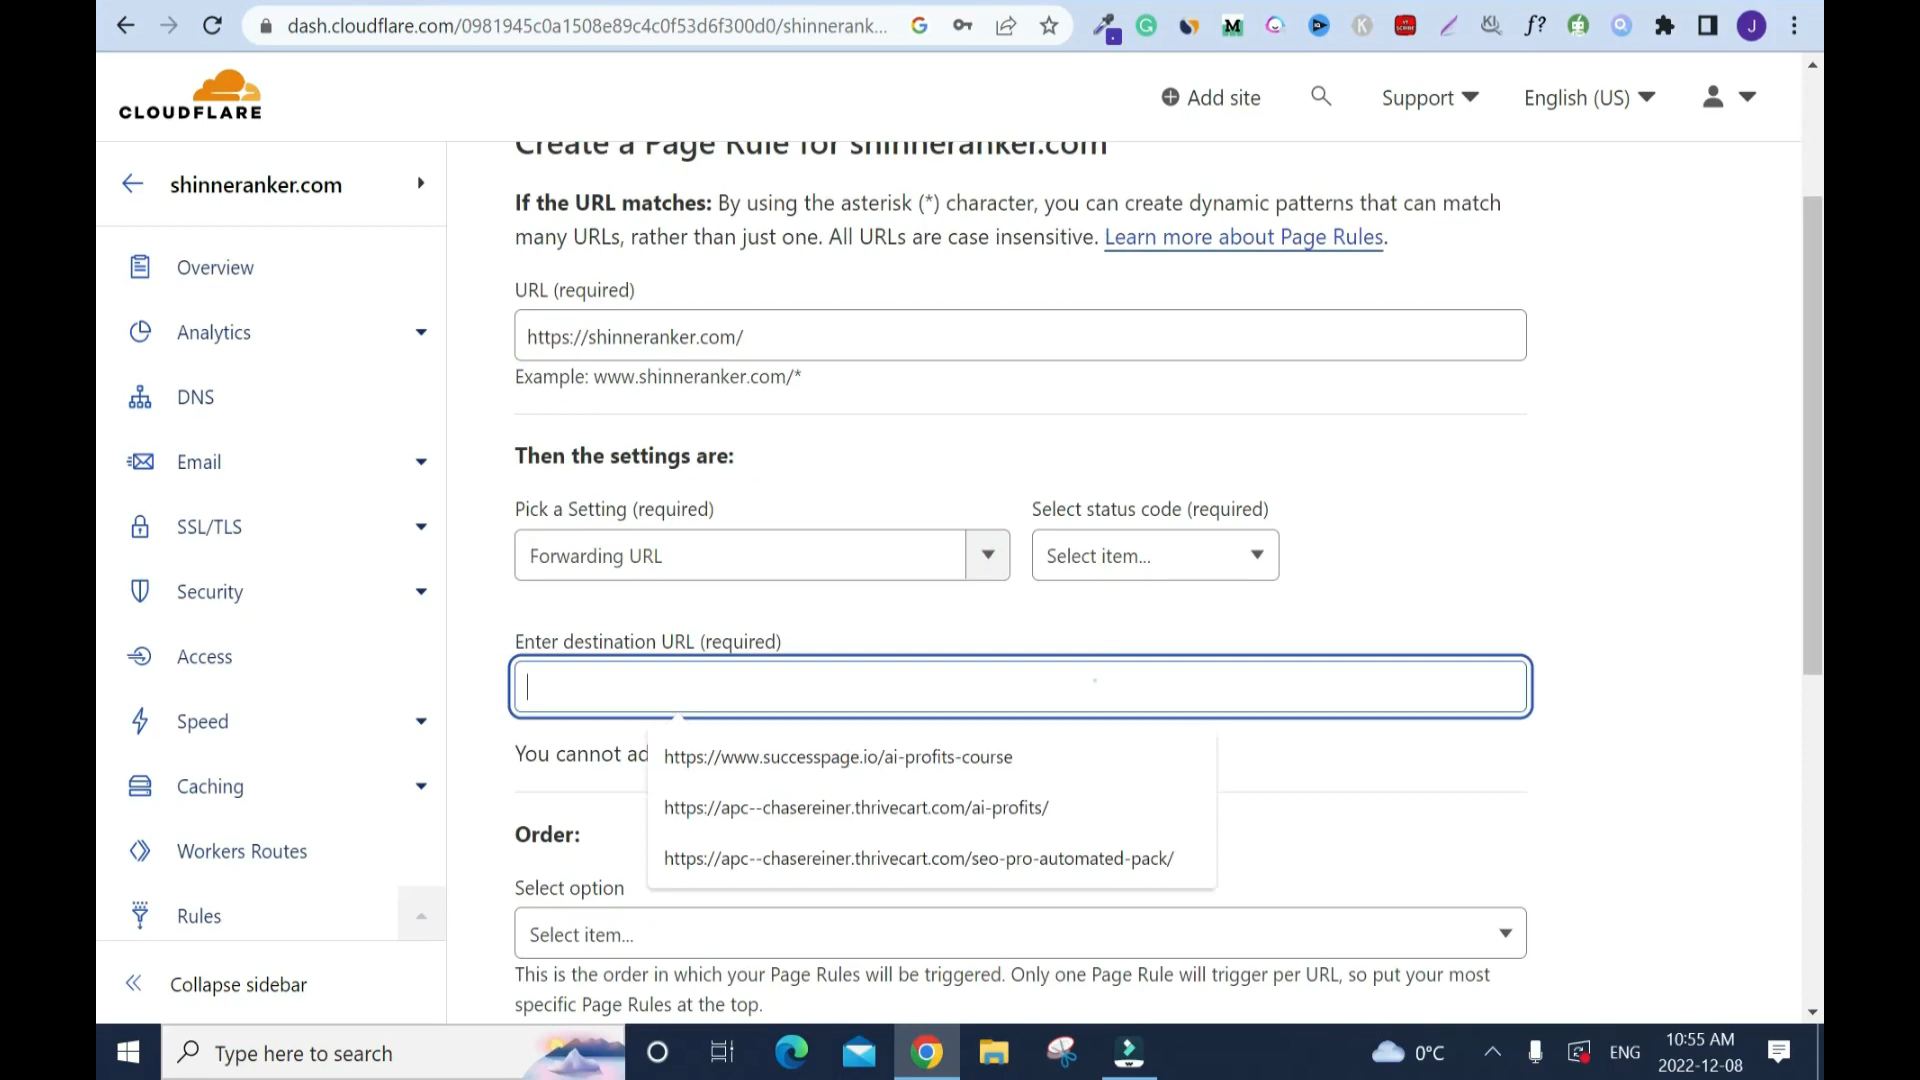 dash.cloudflare.com/0981945c0a1508e89c4c0f53d6f300d0/shinnerank...
CLOUDFLARE
Add site
Support
English (US)
J
shinneranker.com
Overview
Analytics
DNS
Email
SSL/TLS
Security
Access
Speed
Caching
Workers Routes
Rules
Collapse sidebar
Create a Page Rule for shinneranker.com
If the URL matches: By using the asterisk (*) character, you can create dynamic patterns that can match
many URLs, rather than just one. All URLs are case insensitive. Learn more about Page Rules.
URL (required)
https://shinneranker.com/
Example: www.shinneranker.com/*
Then the settings are:
Pick a Setting (required)
Select status code (required)
Forwarding URL
Select item...
Enter destination URL (required)
You cannot ad
https://www.successpage.io/ai-profits-course
https://apc--chasereiner.thrivecart.com/ai-profits/
https://apc--chasereiner.thrivecart.com/seo-pro-automated-pack/
Order:
Select option
Select item...
This is the order in which your Page Rules will be triggered. Only one Page Rule will trigger per URL, so put your most
specific Page Rules at the top.
Type here to search
0°C
ENG
10:55 AM
2022-12-08